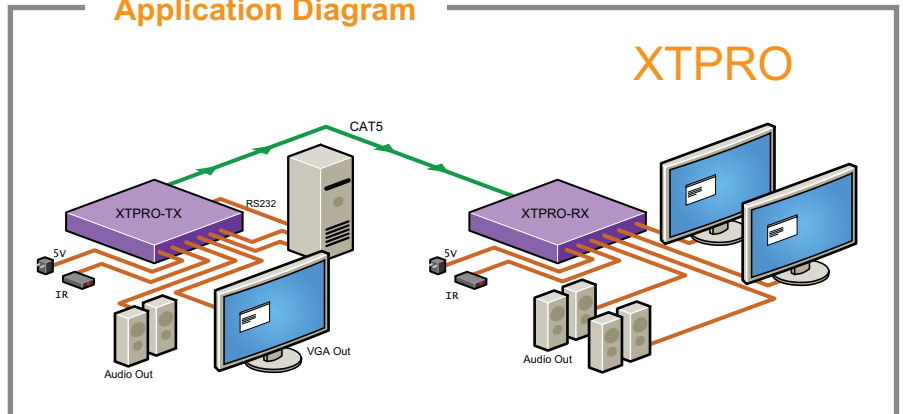 Application Diagram
XTPRO
CAT5
XTPRO-TX
RS232
XTPRO-RX
5V
IR
5V
IR
VGA Out
Audio Out
Audio Out